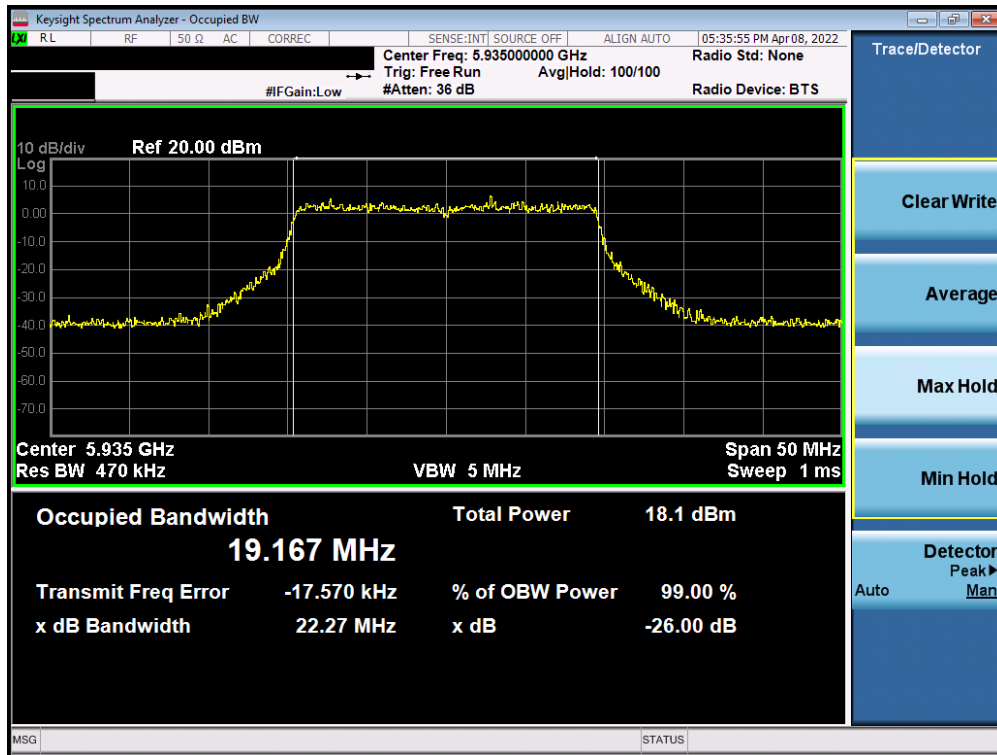 Keysight Spectrum Analyzer - Occupied BW
LXI RL RF 50 Ω AC CORREC SENSE:INT SOURCE OFF ALIGN AUTO 05:35:55 PM Apr 08, 2022
Center Freq: 5.935000000 GHz Radio Std: None
Trig: Free Run Avg|Hold: 100/100
#IFGain:Low #Atten: 36 dB Radio Device: BTS
Trace/Detector
10 dB/div Ref 20.00 dBm
Log
10.0
0.00
-10.0
-20.0
-30.0
-40.0
-50.0
-60.0
-70.0
Center 5.935 GHz Span 50 MHz
Res BW 470 kHz VBW 5 MHz Sweep 1 ms
Occupied Bandwidth Total Power 18.1 dBm
19.167 MHz
Transmit Freq Error -17.570 kHz % of OBW Power 99.00 %
x dB Bandwidth 22.27 MHz x dB -26.00 dB
Clear Write
Average
Max Hold
Min Hold
Detector
Peak▶
Auto Man
MSG STATUS